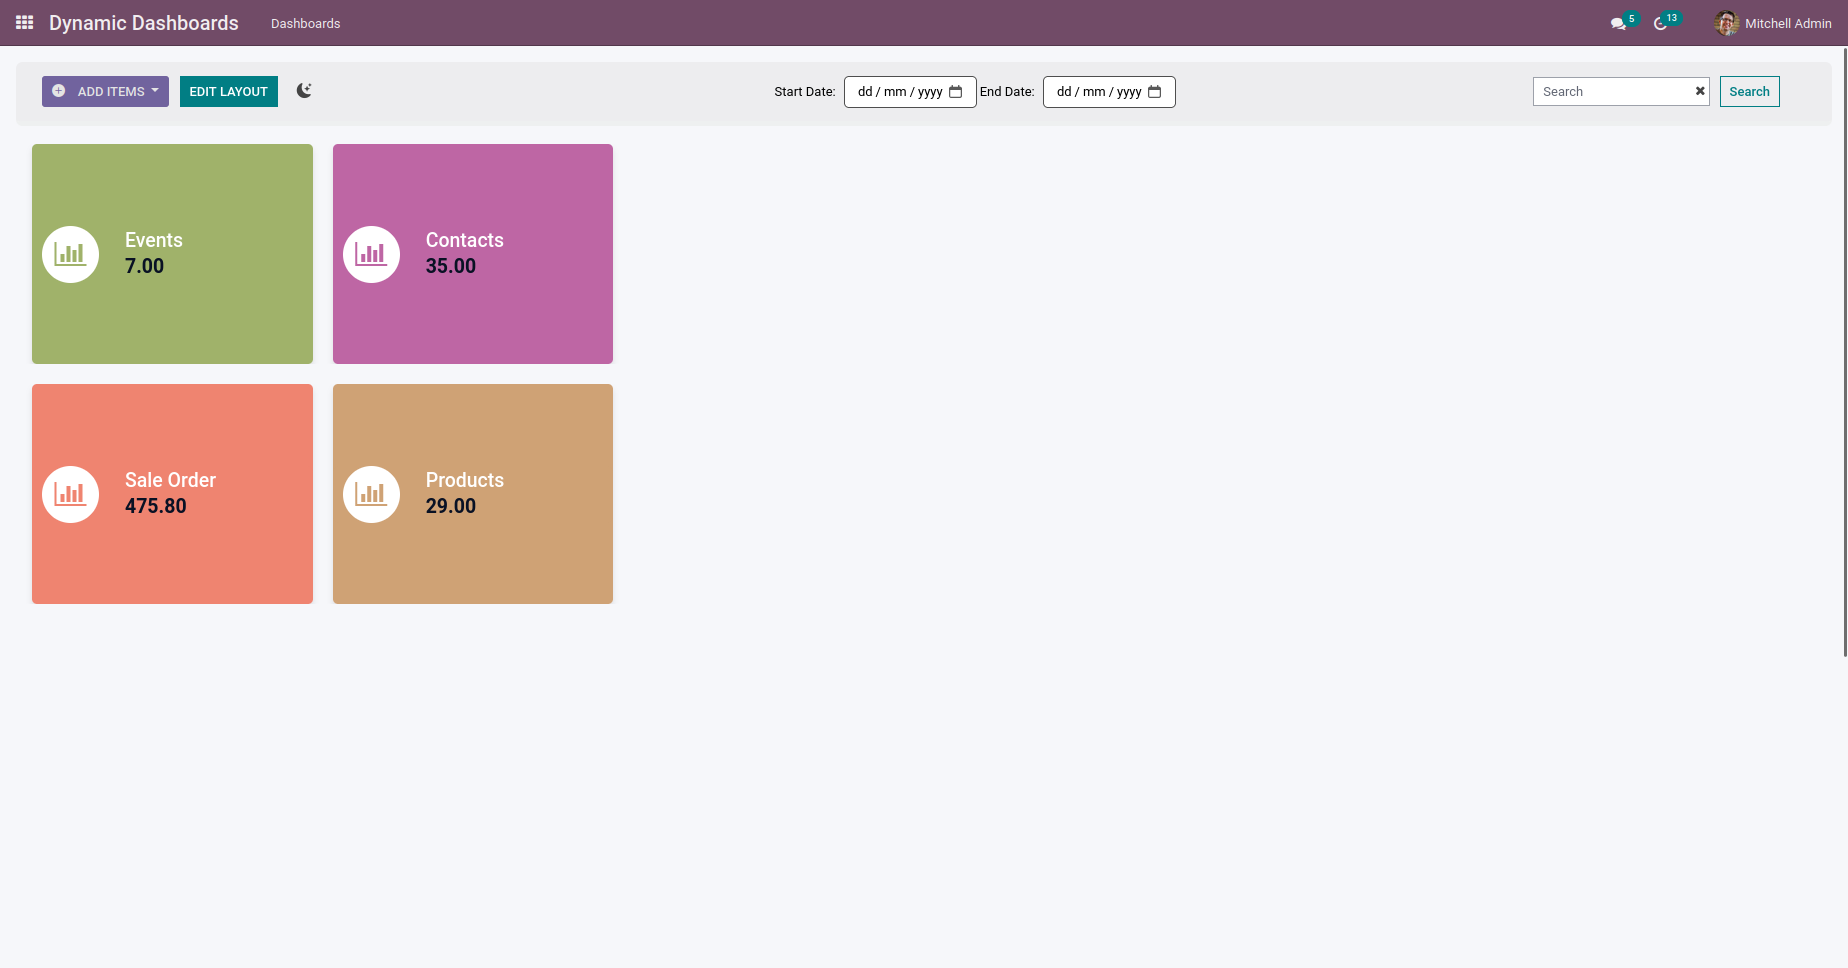 Dynamic Dashboards
Dashboards
5
13
Mitchell Admin
ADD ITEMS
EDIT LAYOUT
Start Date:
dd / mm / yyyy
End Date:
dd / mm / yyyy
Search
Search
Events
7.00
Contacts
35.00
Sale Order
475.80
Products
29.00